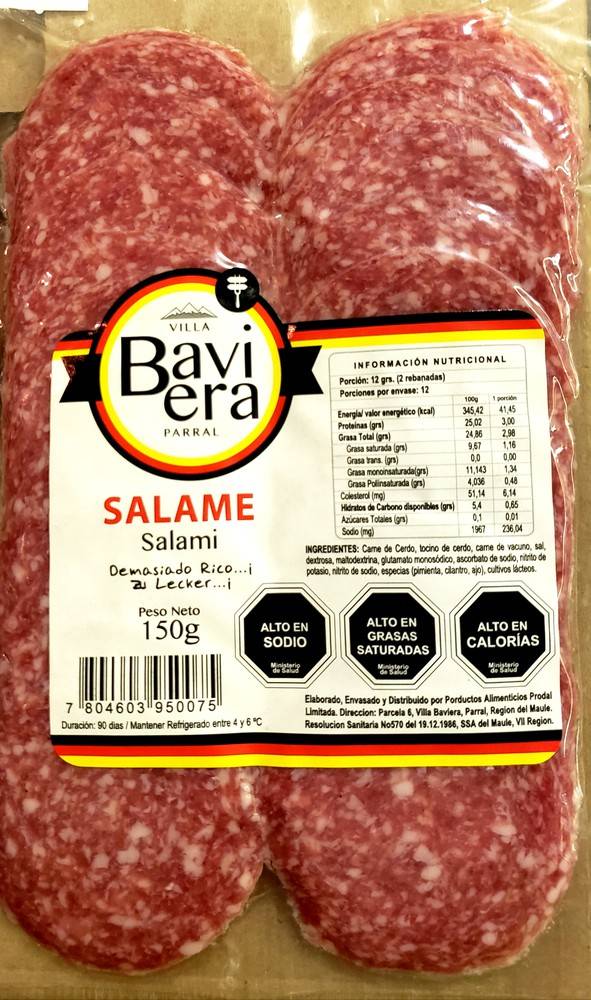 VILLA
Bavi
era
PARRAL
SALAME
Salami
Demasiado Rico...¡
zu Lecker...¡
Peso Neto
150g
7 804603 950075
Duración: 90 dias / Mantener Refrigerado entre 4 y 6 ºC
INFORMACIÓN NUTRICIONAL
Porción: 12 grs. (2 rebanadas)
Porciones por envase: 12
100g 1 porción
Energía/ valor energético (kcal) 345,42 41,45
Proteínas (grs) 25,02 3,00
Grasa Total (grs) 24,86 2,98
Grasa saturada (grs) 9,67 1,16
Grasa trans. (grs) 0,0 0,00
Grasa monoinsaturada(grs) 11,143 1,34
Grasa Poliinsaturada (grs) 4,036 0,48
Colesterol (mg) 51,14 6,14
Hidratos de Carbono disponibles (grs) 5,4 0,65
Azúcares Totales (grs) 0,1 0,01
Sodio (mg) 1967 236,04
INGREDIENTES: Carne de Cerdo, tocino de cerdo, carne de vacuno, sal,
dextrosa, maltodextrina, glutamato monosódico, ascorbato de sodio, nitrato de
potasio, nitrito de sodio, especias (pimienta, cilantro, ajo), cultivos lácteos.
ALTO EN
SODIO
Ministerio
de Salud
ALTO EN
GRASAS
SATURADAS
Ministerio
de Salud
ALTO EN
CALORÍAS
Ministerio
de Salud
Elaborado, Envasado y Distribuido por Porductos Alimenticios Prodal
Limitada. Direccion: Parcela 6, Villa Baviera, Parral, Region del Maule.
Resolucion Sanitaria No570 del 19.12.1986, SSA del Maule, VII Region.